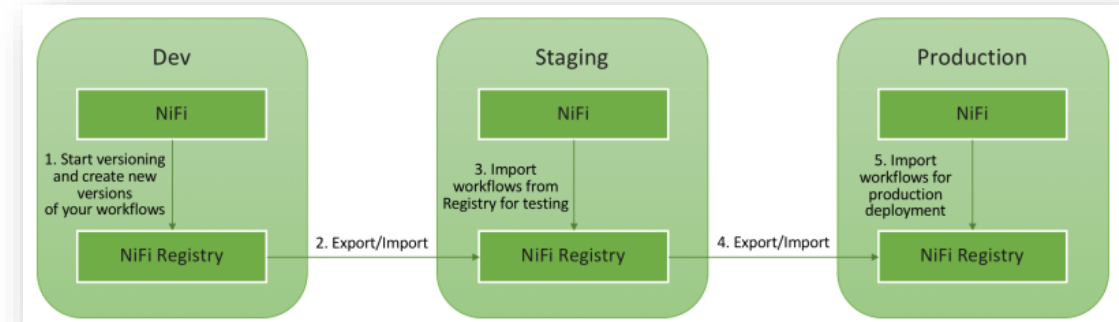 Dev
NiFi
1. Start versioning
and create new
versions
of your workflows
NiFi Registry
2. Export/Import
Staging
NiFi
3. Import
workflows from
Registry for testing
NiFi Registry
4. Export/Import
Production
NiFi
5. Import
workflows for
production
deployment
NiFi Registry